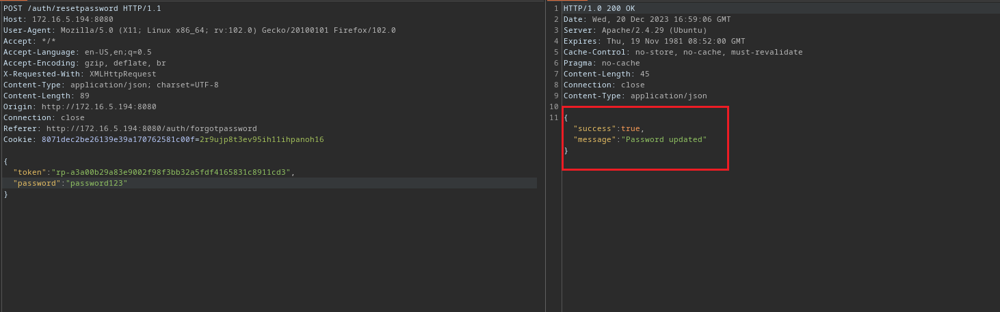 POST /auth/resetpassword HTTP/1.1
Host: 172.16.5.194:8080
User-Agent: Mozilla/5.0 (X11; Linux x86_64; rv:102.0) Gecko/20100101 Firefox/102.0
Accept: */*
Accept-Language: en-US,en;q=0.5
Accept-Encoding: gzip, deflate, br
X-Requested-With: XMLHttpRequest
Content-Type: application/json; charset=UTF-8
Content-Length: 89
Origin: http://172.16.5.194:8080
Connection: close
Referer: http://172.16.5.194:8080/auth/forgotpassword
Cookie: 8071dec2be26139e39a170762581c00f=2r9ujp8t3ev95ih11ihpanoh16
{
"token":"rp-a3a00b29a83e9002f98f3bb32a5fdf4165831c8911cd3",
"password":"password123"
}
1 HTTP/1.0 200 OK
2 Date: Wed, 20 Dec 2023 16:59:06 GMT
3 Server: Apache/2.4.29 (Ubuntu)
4 Expires: Thu, 19 Nov 1981 08:52:00 GMT
5 Cache-Control: no-store, no-cache, must-revalidate
6 Pragma: no-cache
7 Content-Length: 45
8 Connection: close
9 Content-Type: application/json
10
11 {
"success":true,
"message":"Password updated"
}